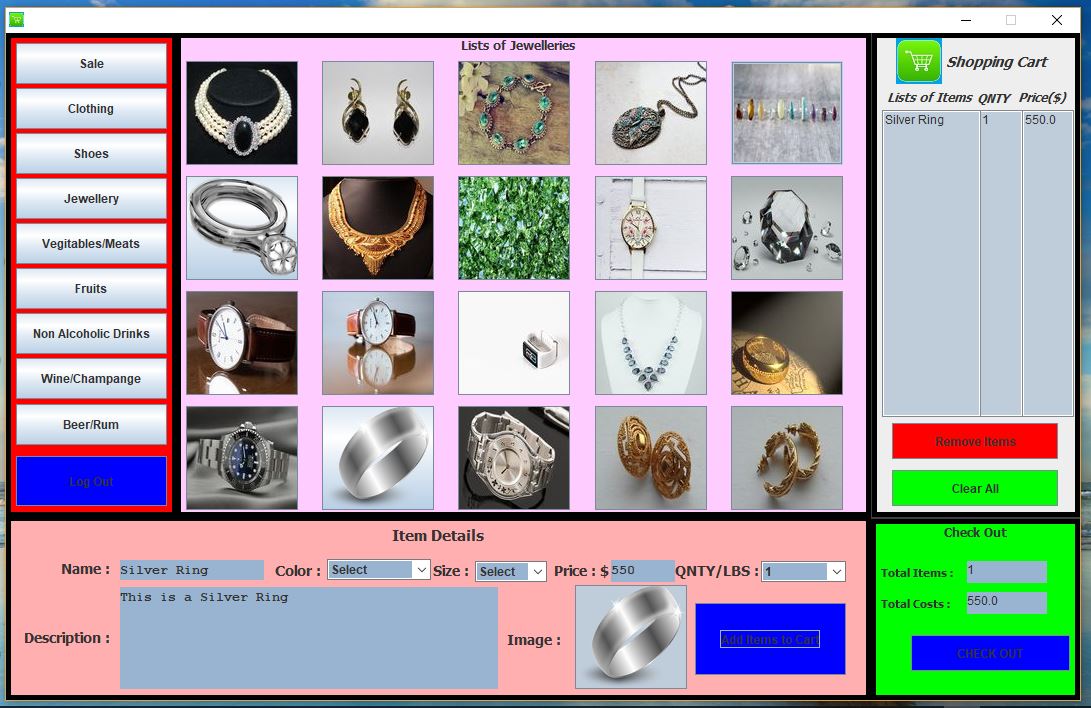 Sale
Clothing
Shoes
Jewellery
Vegitables/Meats
Fruits
Non Alcoholic Drinks
Wine/Champange
Beer/Rum
Log Out
Lists of Jewelleries
Shopping Cart
Lists of Items QNTY Price($)
Silver Ring 1 550.0
Remove Items
Clear All
Item Details
Name : Silver Ring Color : Select Size : Select Price : $ 550 QNTY/LBS : 1
Description : This is a Silver Ring
Image :
Add Items to Cart
Check Out
Total Items : 1
Total Costs : 550.0
CHECK OUT